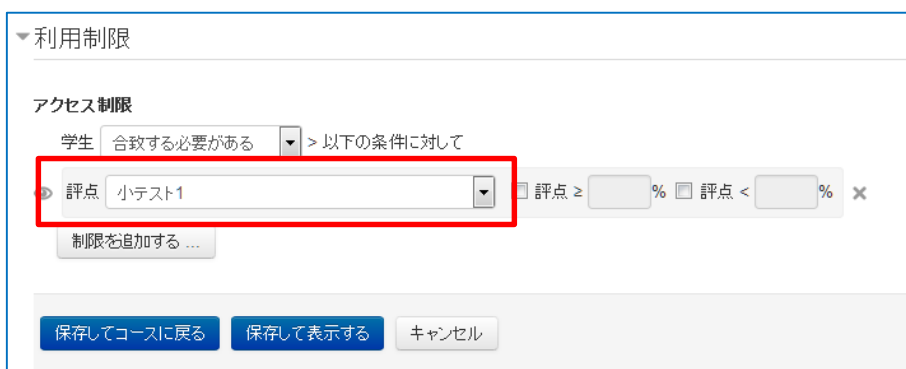 利用制限
アクセス制限
学生 合致する必要がある > 以下の条件に対して
評点 小テスト1 評点 ≥ % 評点 < %
制限を追加する ...
保存してコースに戻る 保存して表示する キャンセル